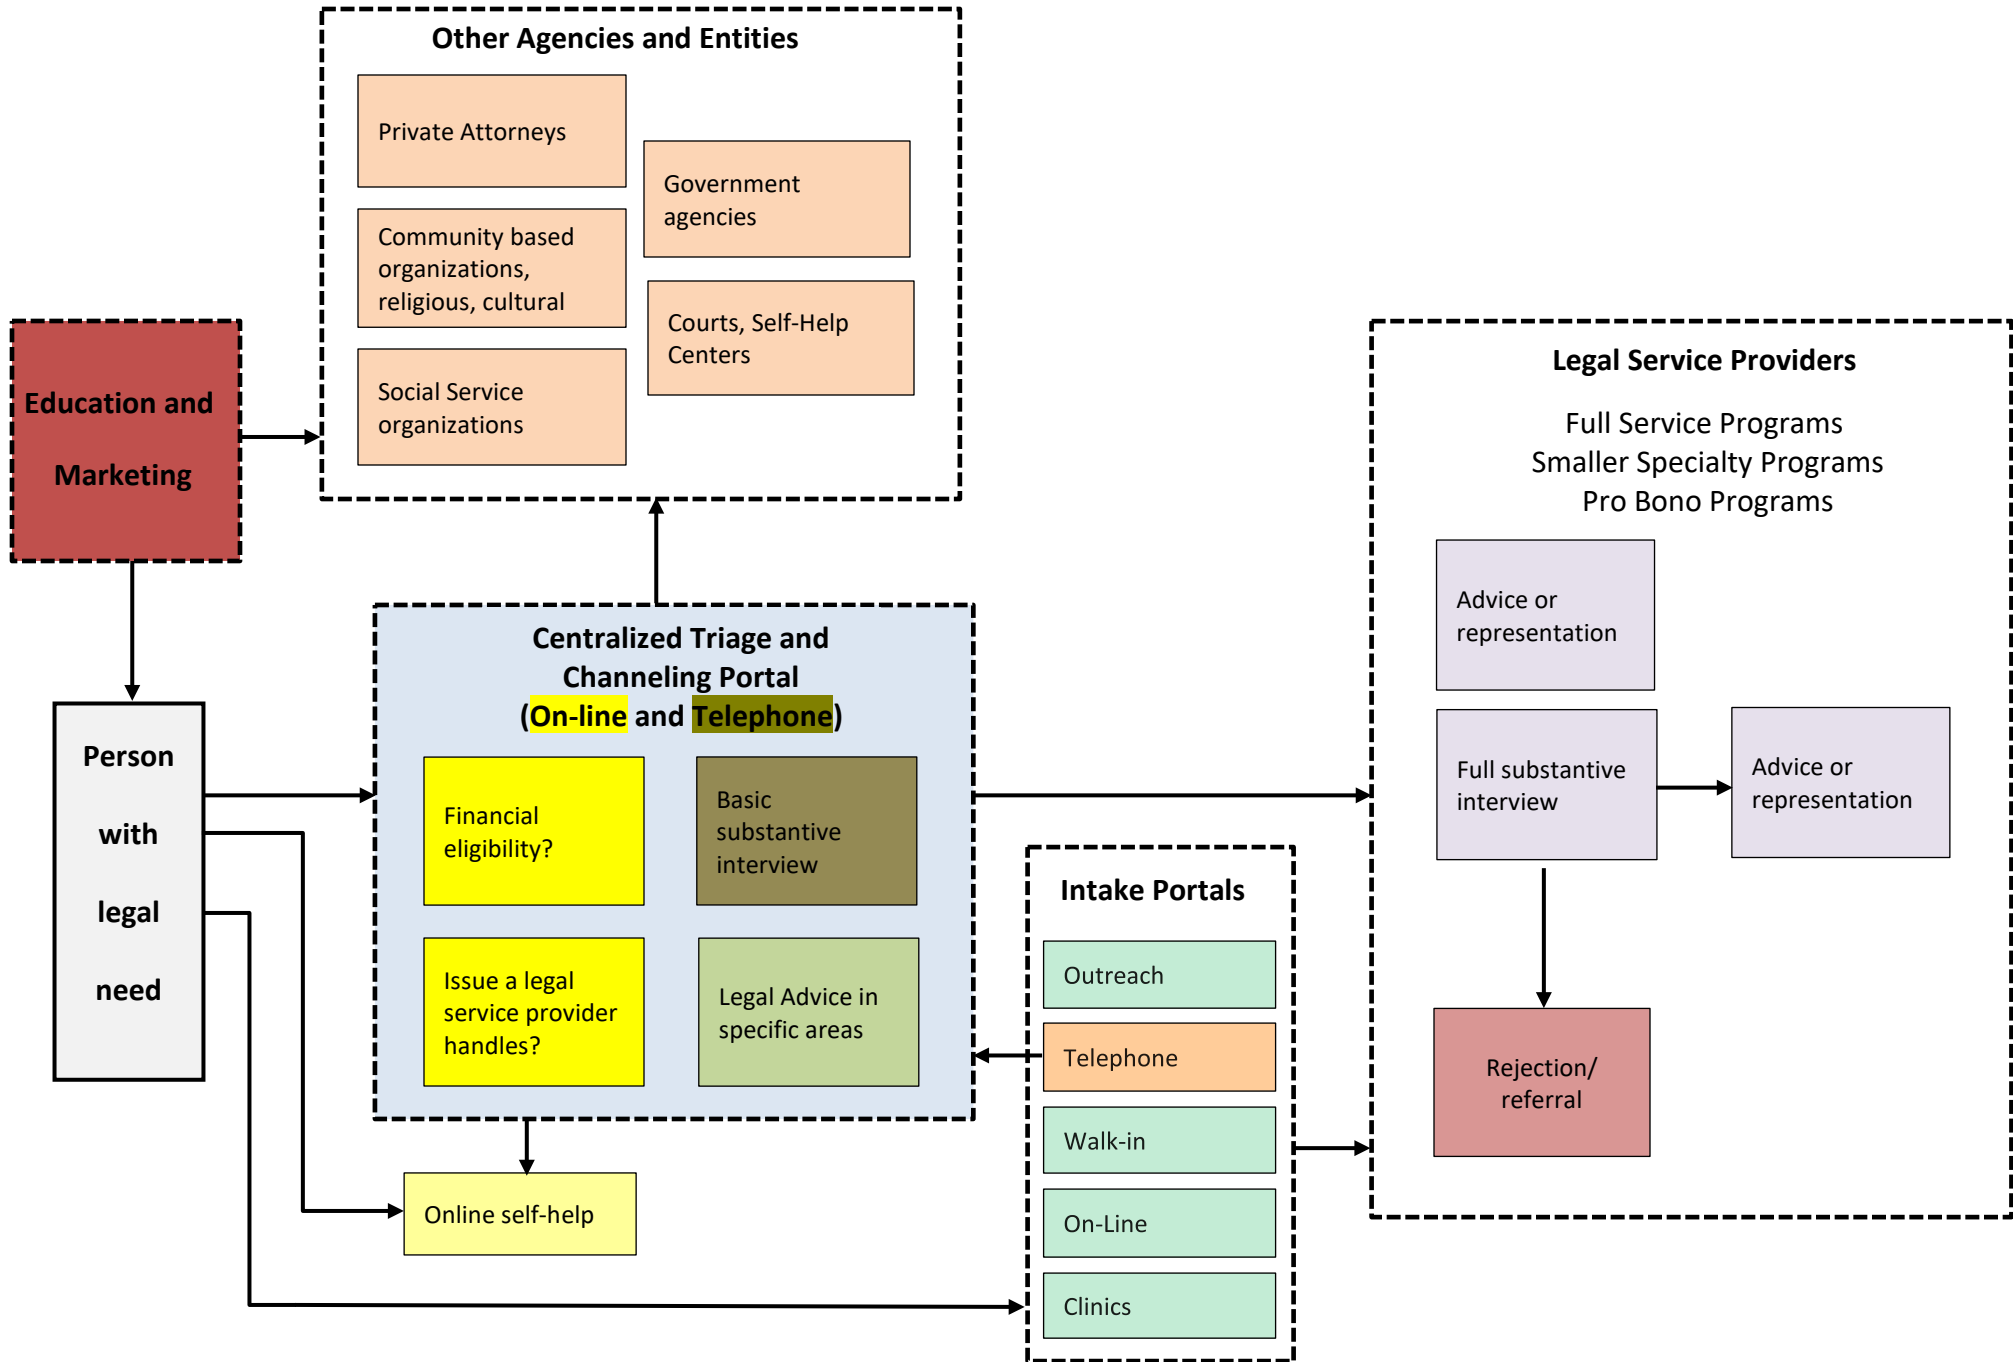 Other Agencies and Entities
Private Attorneys
Government
agencies
Community based
organizations,
religious, cultural
Courts, Self-Help
Centers
Social Service
organizations
Education and
Marketing
Person
with
legal
need
Centralized Triage and
Channeling Portal
(On-line and Telephone)
Financial
eligibility?
Basic
substantive
interview
Issue a legal
service provider
handles?
Legal Advice in
specific areas
Online self-help
Intake Portals
Outreach
Telephone
Walk-in
On-Line
Clinics
Legal Service Providers
Full Service Programs
Smaller Specialty Programs
Pro Bono Programs
Advice or
representation
Full substantive
interview
Advice or
representation
Rejection/
referral